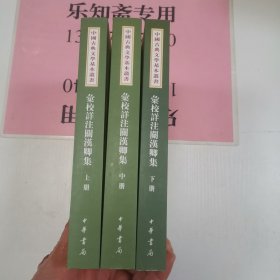 乐知斋专用
中國古典文學基本叢書
彙校詳注關漢卿集
上册
中華書局
中國古典文學基本叢書
彙校詳注關漢卿集
中册
中華書局
中國古典文學基本叢書
彙校詳注關漢卿集
下册
中華書局